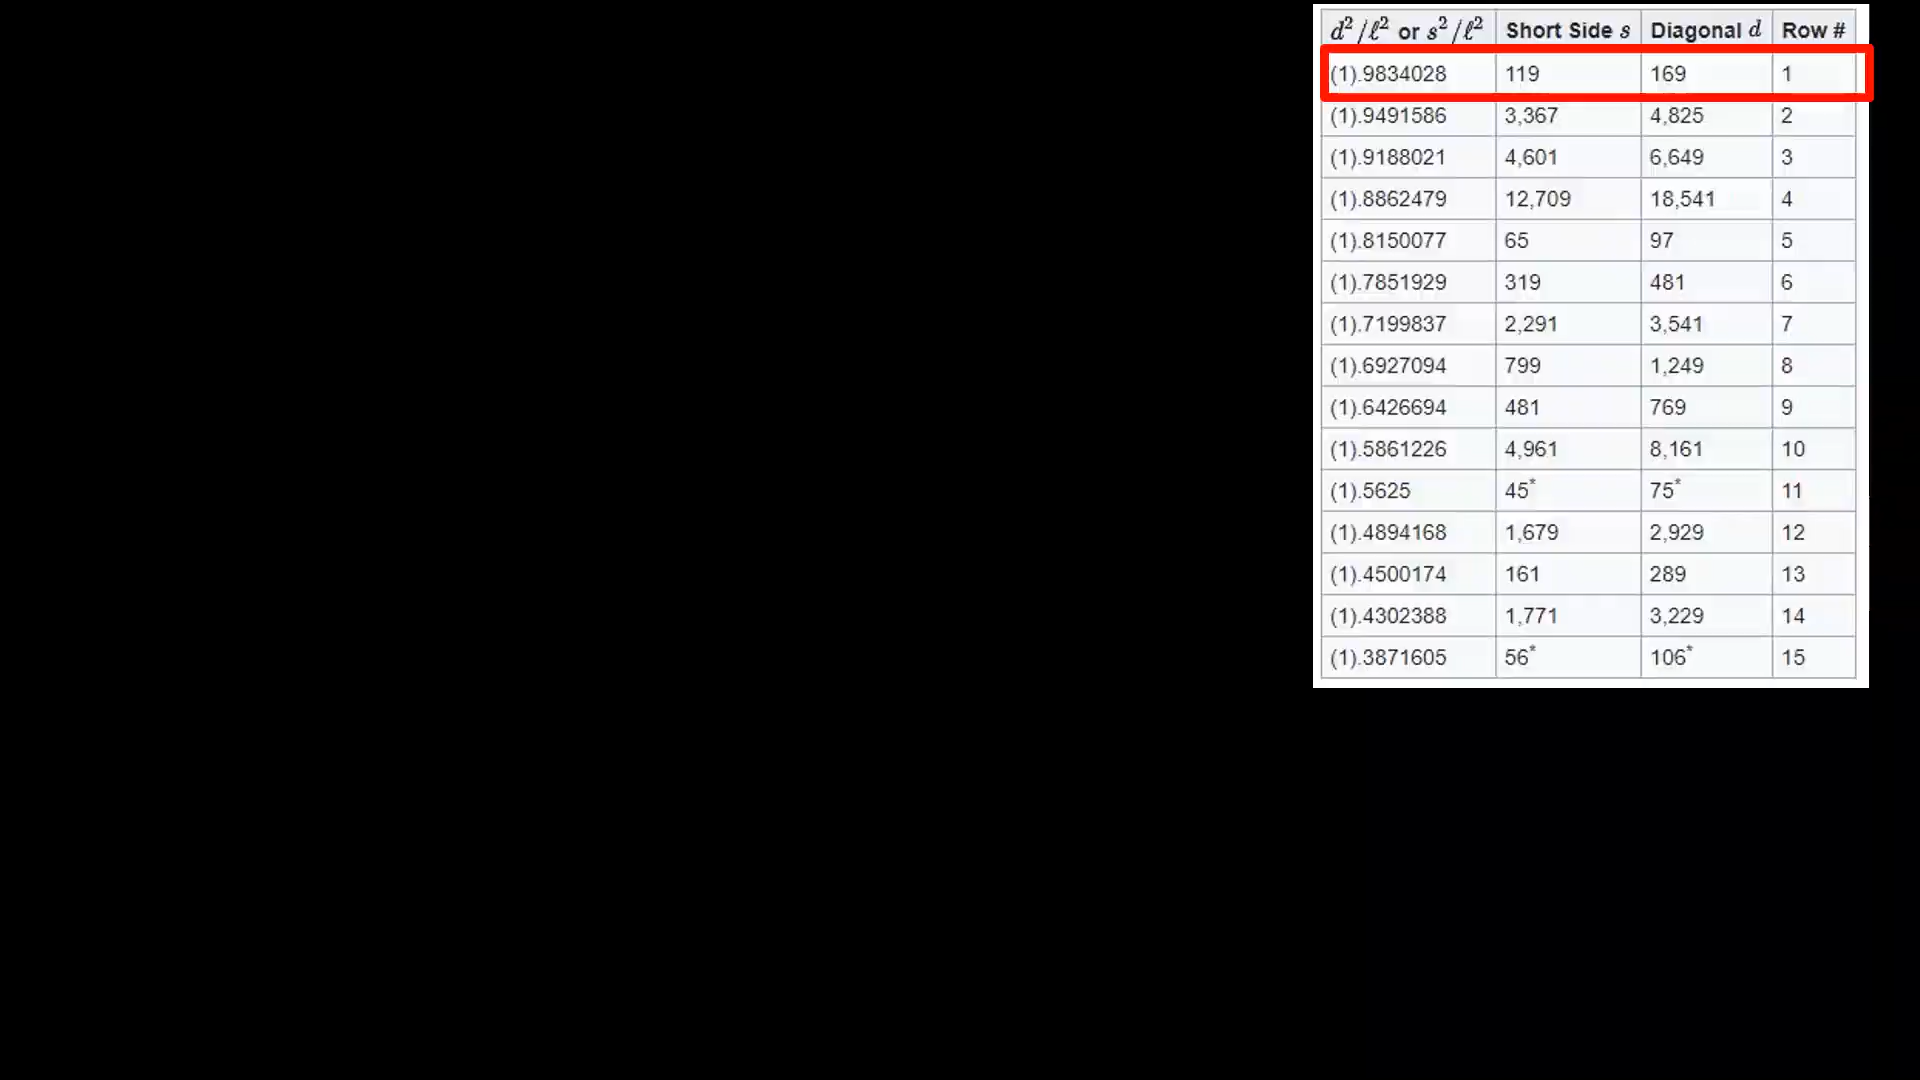 d²/ℓ² or s²/ℓ² Short Side s Diagonal d Row #
(1).9834028 119 169 1
(1).9491586 3,367 4,825 2
(1).9188021 4,601 6,649 3
(1).8862479 12,709 18,541 4
(1).8150077 65 97 5
(1).7851929 319 481 6
(1).7199837 2,291 3,541 7
(1).6927094 799 1,249 8
(1).6426694 481 769 9
(1).5861226 4,961 8,161 10
(1).5625 45* 75* 11
(1).4894168 1,679 2,929 12
(1).4500174 161 289 13
(1).4302388 1,771 3,229 14
(1).3871605 56* 106* 15